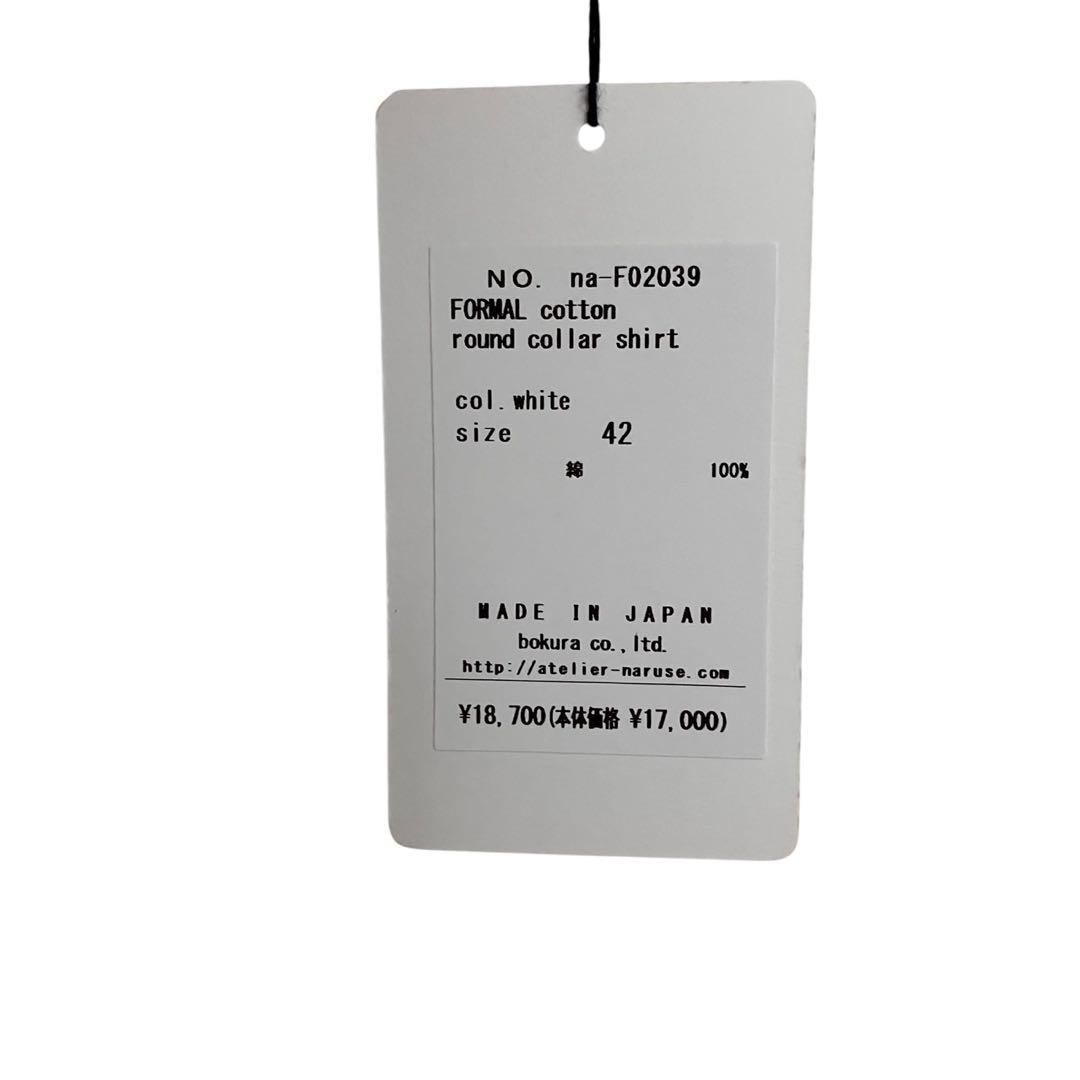 NO. na-F02039
FORMAL cotton
round collar shirt
col.white
size 42
綿 100%
MADE IN JAPAN
bokura co.,ltd.
http://atelier-naruse.com
¥18,700(本体価格 ¥17,000)